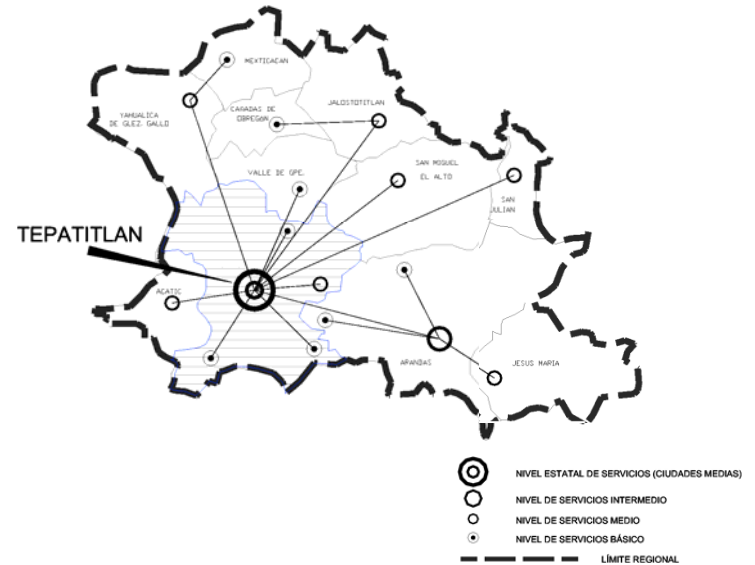 MEXTICACAN
CAÑADAS DE
OBREGON
JALOSTOTITLAN
YAHUALICA
DE GLEZ. GALLO
SAN MIGUEL
EL ALTO
VALLE DE GPE.
SAN
JULIAN
TEPATITLAN
ACATIC
ARANDAS
JESUS MARIA
NIVEL ESTATAL DE SERVICIOS (CIUDADES MEDIAS)
NIVEL DE SERVICIOS INTERMEDIO
NIVEL DE SERVICIOS MEDIO
NIVEL DE SERVICIOS BÁSICO
LÍMITE REGIONAL